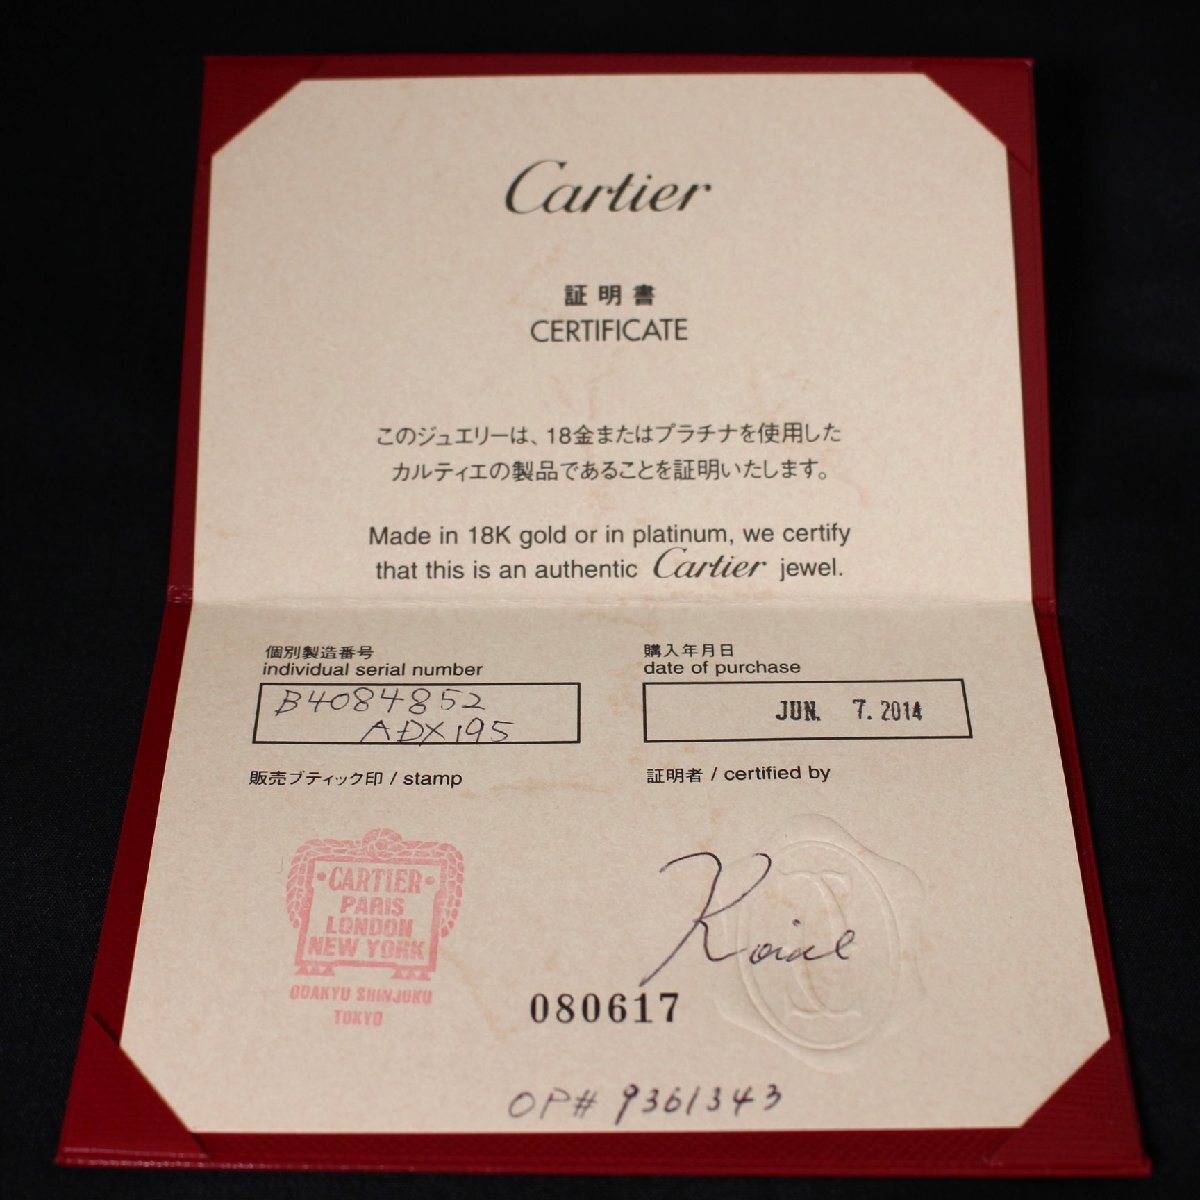 Cartier
証明書
CERTIFICATE
このジュエリーは、18金またはプラチナを使用した
カルティエの製品であることを証明いたします。
Made in 18K gold or in platinum, we certify
that this is an authentic Cartier jewel.
個別製造番号
individual serial number
B4084852
ADX195
購入年月日
date of purchase
JUN. 7. 2014
販売ブティック印 / stamp
証明者 / certified by
CARTIER
PARIS
LONDON
NEW YORK
ODAKYU SHINJUKU
TOKYO
080617
OP# 9361343